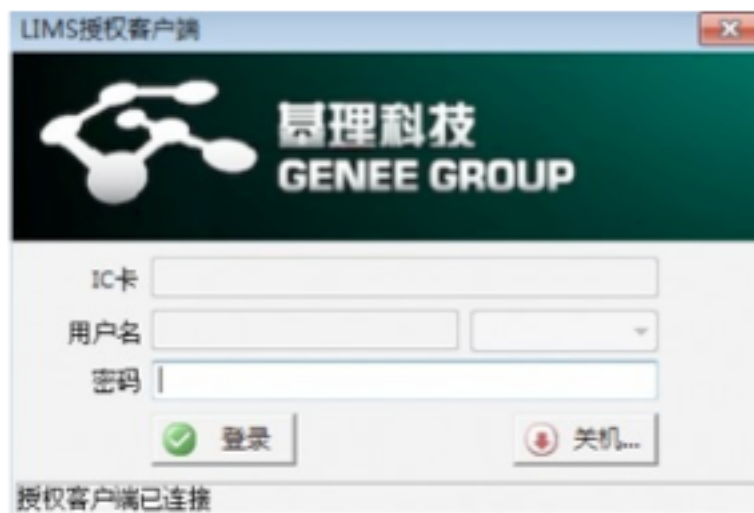 LIMS授权客户端
基理科技
GENEE GROUP
IC卡
用户名
密码
登录 关机...
授权客户端已连接